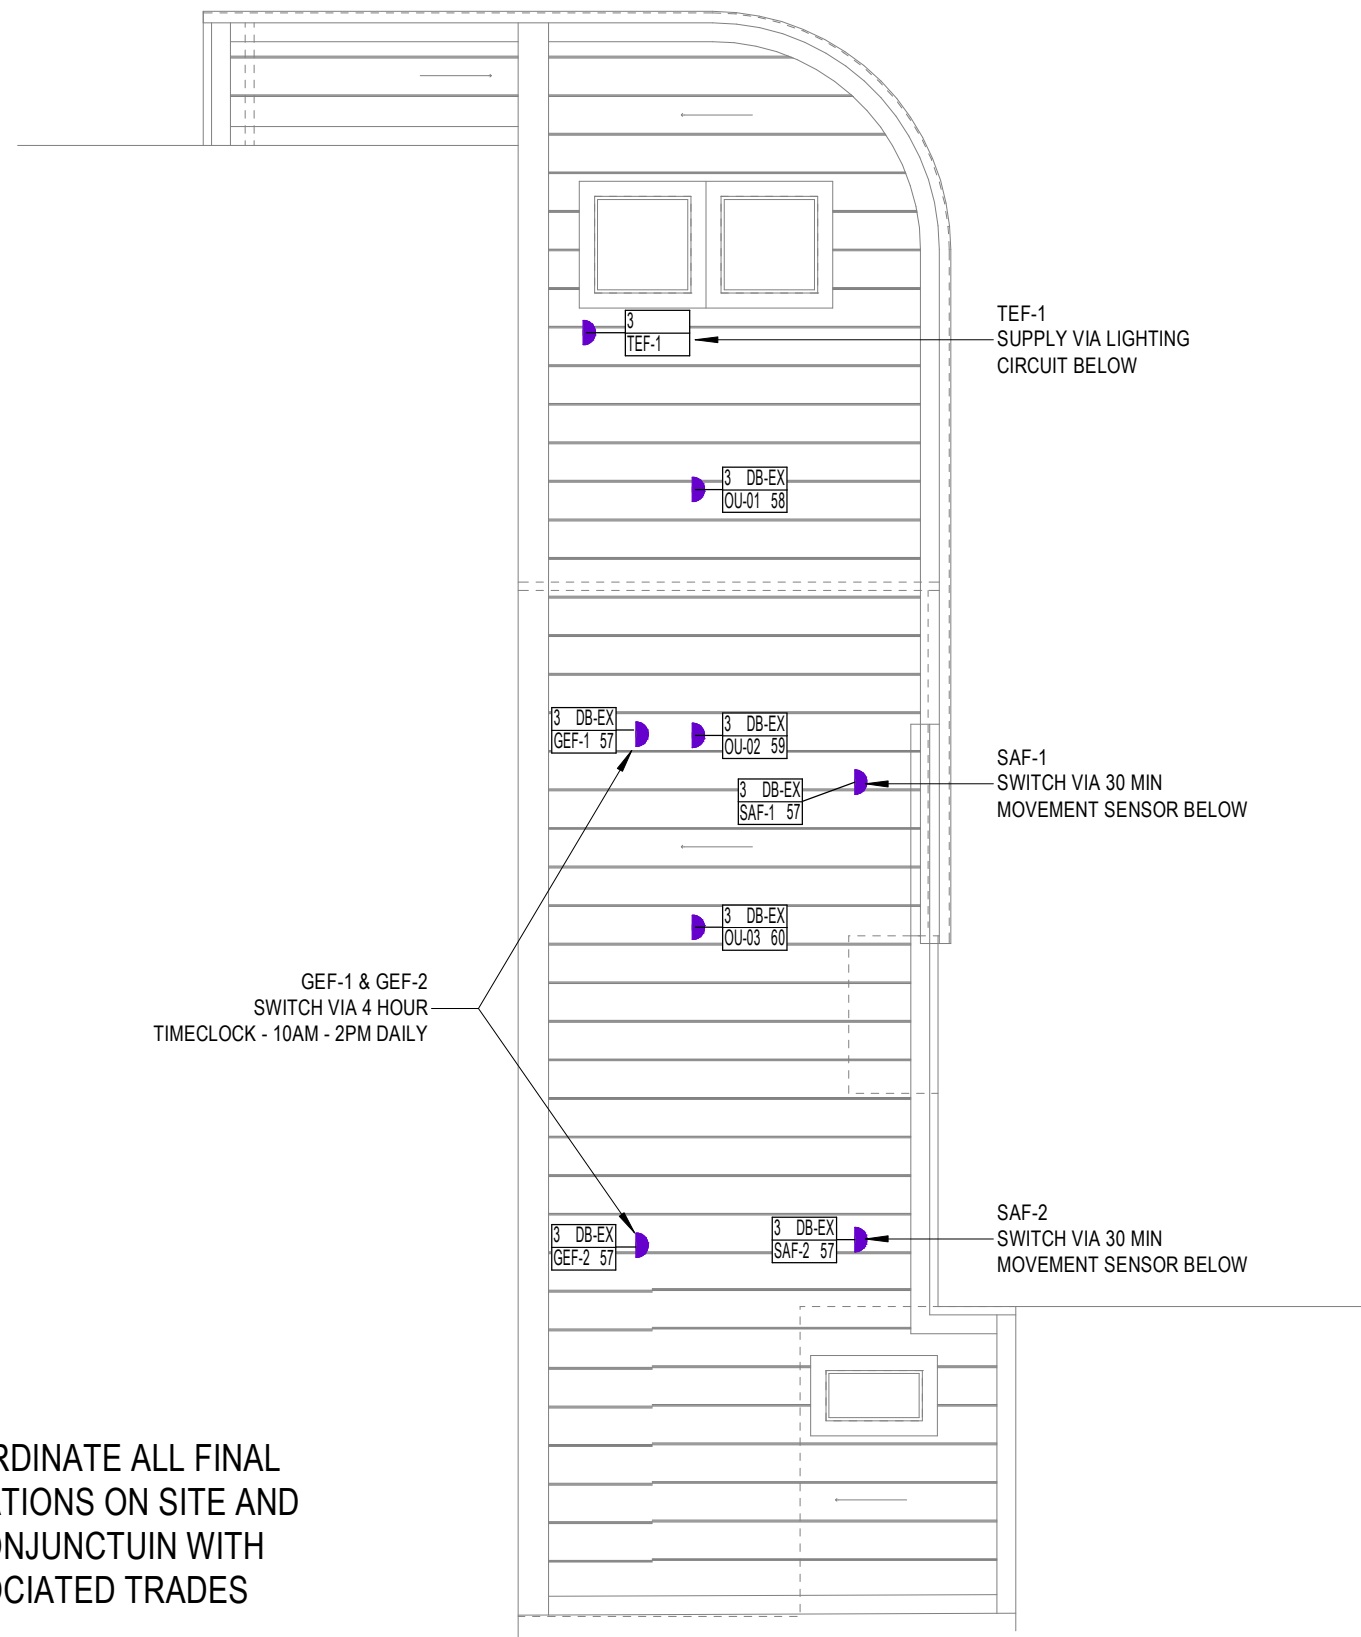 3
TEF-1
TEF-1
SUPPLY VIA LIGHTING
CIRCUIT BELOW
3 DB-EX
OU-01 58
3 DB-EX
GEF-1 57
3 DB-EX
OU-02 59
3 DB-EX
SAF-1 57
SAF-1
SWITCH VIA 30 MIN
MOVEMENT SENSOR BELOW
3 DB-EX
OU-03 60
GEF-1 & GEF-2
SWITCH VIA 4 HOUR
TIMECLOCK - 10AM - 2PM DAILY
3 DB-EX
GEF-2 57
3 DB-EX
SAF-2 57
SAF-2
SWITCH VIA 30 MIN
MOVEMENT SENSOR BELOW
RDINATE ALL FINAL
ATIONS ON SITE AND
ONJUNCTUIN WITH
OCIATED TRADES